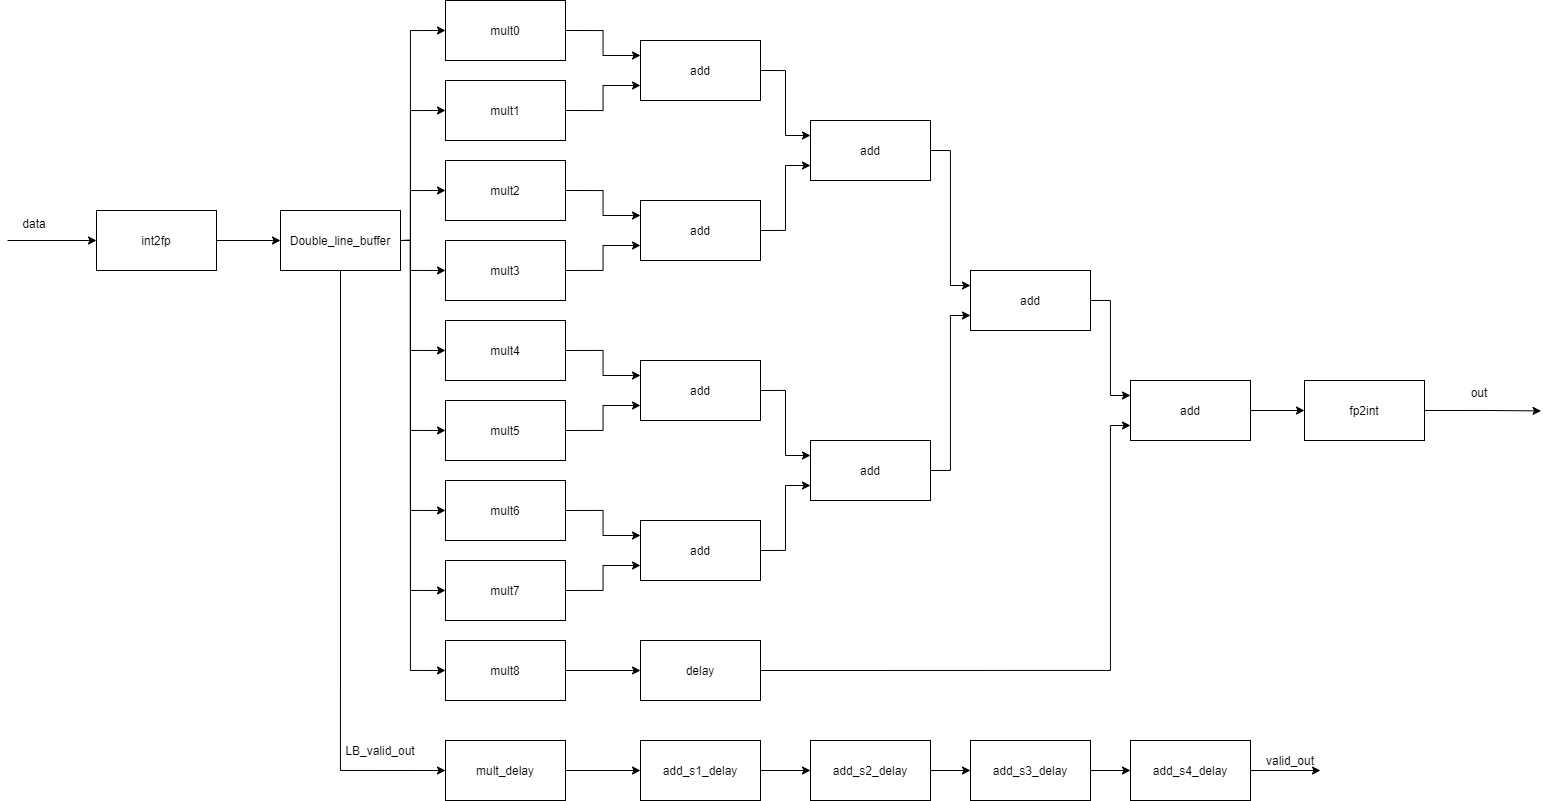 mult0
add
mult1
add
mult2
data
add
int2fp
Double_line_buffer
mult3
add
mult4
out
add
add
fp2int
mult5
add
mult6
add
mult7
mult8
delay
LB_valid_out
valid_out
mult_delay
add_s1_delay
add_s2_delay
add_s3_delay
add_s4_delay